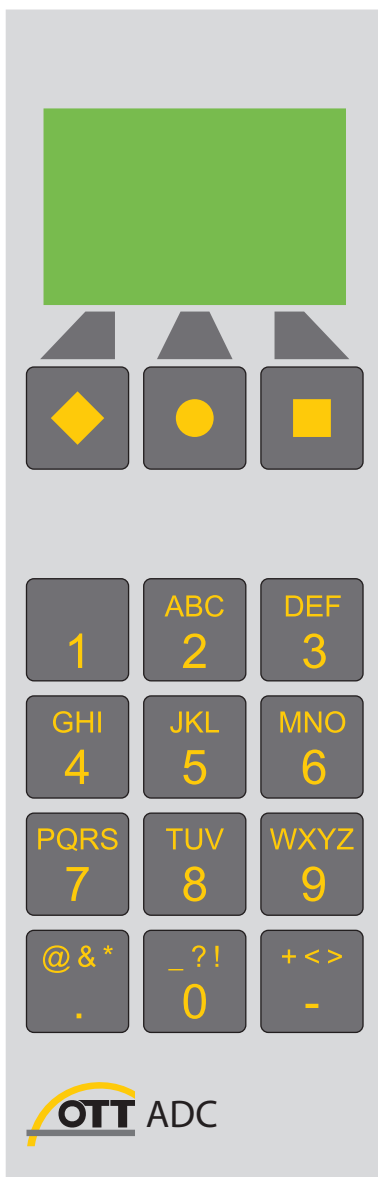 ABC DEF
1 2 3
GHI JKL MNO
4 5 6
PQRS TUV WXYZ
7 8 9
@ & * _ ? ! + < >
. 0 -
OTT ADC